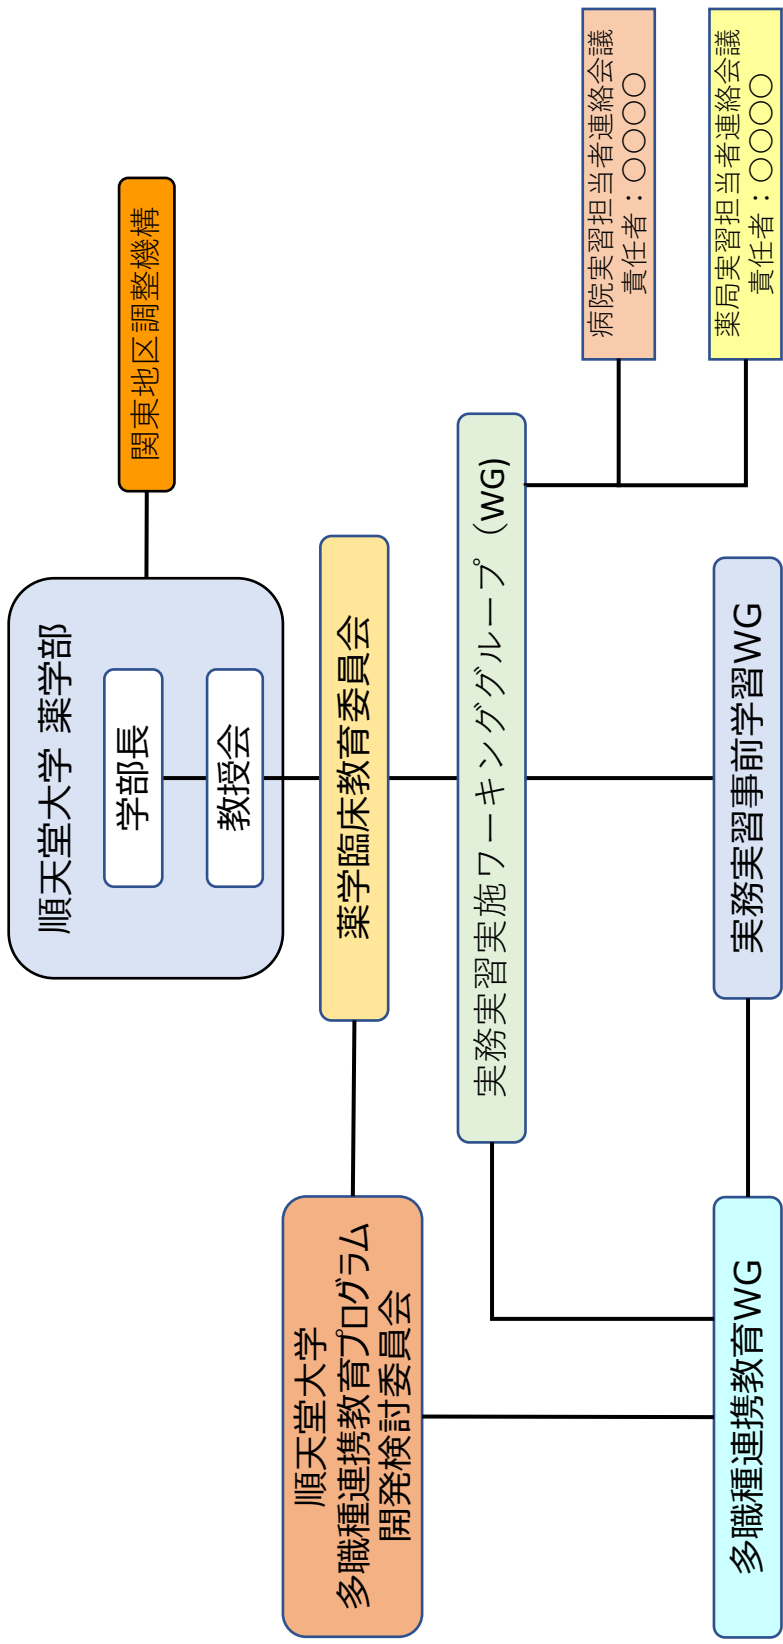 順天堂大学 薬学部
学部長
教授会
関東地区調整機構
薬学臨床教育委員会
順天堂大学
多職種連携教育プログラム
開発検討委員会
実務実習実施ワーキンググループ（WG)
病院実習担当者連絡会議
責任者：〇〇〇〇
薬局実習担当者連絡会議
責任者：〇〇〇〇
多職種連携教育WG
実務実習事前学習WG